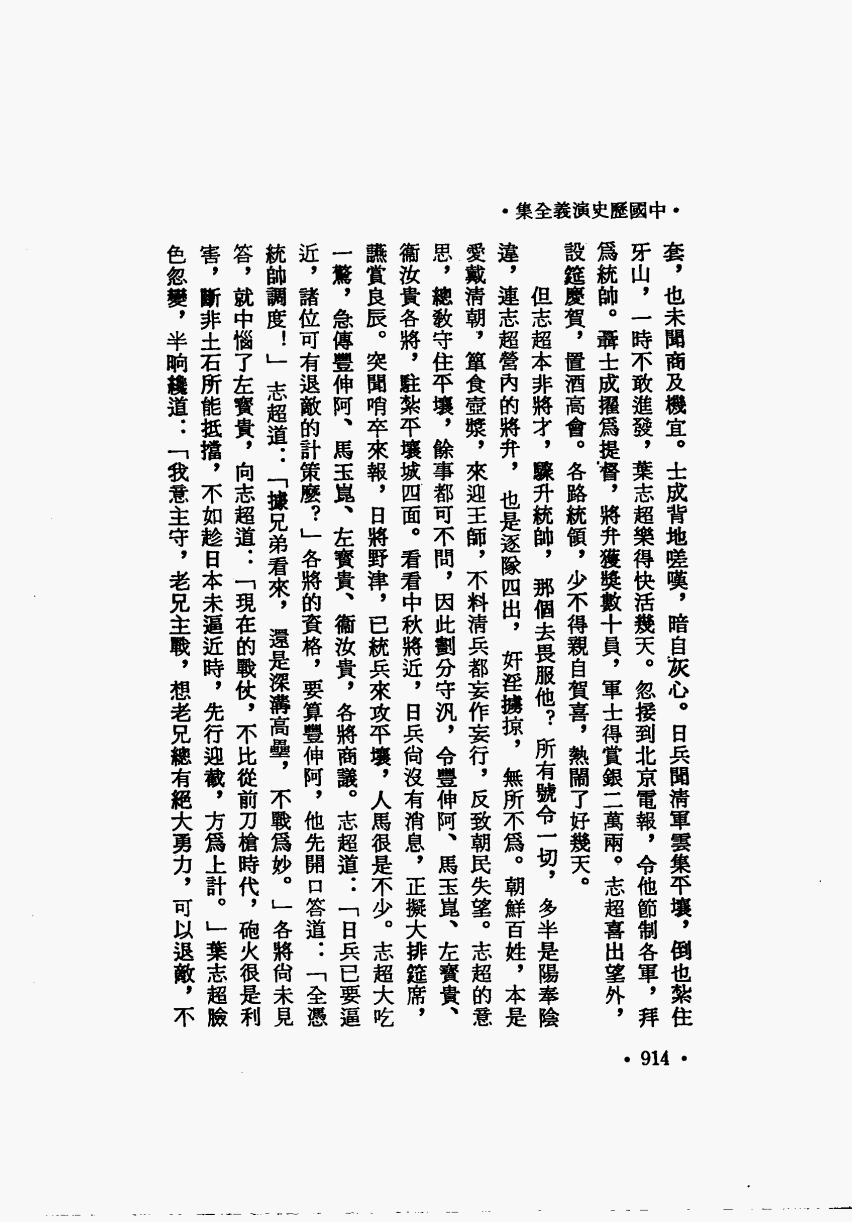 •中國歷史演義全集•
套，也未聞商及機宜。士成背地嗟嘆，暗自灰心。日兵聞清軍雲集平壤，倒也紮住
牙山，一時不敢進發，葉志超樂得快活幾天。忽接到北京電報，令他節制各軍，拜
爲統帥。聶士成擢爲提督，將弁獲獎數十員，軍士得賞銀二萬兩。志超喜出望外，
設筵慶賀，置酒高會。各路統領，少不得親自賀喜，熱鬧了好幾天。
但志超本非將才，驟升統帥，那個去畏服他？所有號令一切，多半是陽奉陰
違，連志超營內的將弁，也是逐隊四出，奸淫擄掠，無所不爲。朝鮮百姓，本是
愛戴清朝，簞食壺漿，來迎王師，不料清兵都妄作妄行，反致朝民失望。志超的意
思，總教守住平壤，餘事都可不問，因此劃分守汛，令豐伸阿、馬玉崑、左寶貴、
衞汝貴各將，駐紮平壤城四面。看看中秋將近，日兵尙沒有消息，正擬大排筵席，
讌賞良辰。突聞哨卒來報，日將野津，已統兵來攻平壤，人馬很是不少。志超大吃
一驚，急傳豐伸阿、馬玉崑、左寶貴、衞汝貴，各將商議。志超道：「日兵已要逼
近，諸位可有退敵的計策麽？」各將的資格，要算豐伸阿，他先開口答道：「全憑
統帥調度！」志超道：「據兄弟看來，還是深溝高壘，不戰爲妙。」各將尙未見
答，就中惱了左寶貴，向志超道：「現在的戰仗，不比從前刀槍時代，砲火很是利
害，斷非土石所能抵擋，不如趁日本未逼近時，先行迎截，方爲上計。」葉志超臉
色忽變，半晌纔道：「我意主守，老兄主戰，想老兄總有絕大勇力，可以退敵，不
•914•